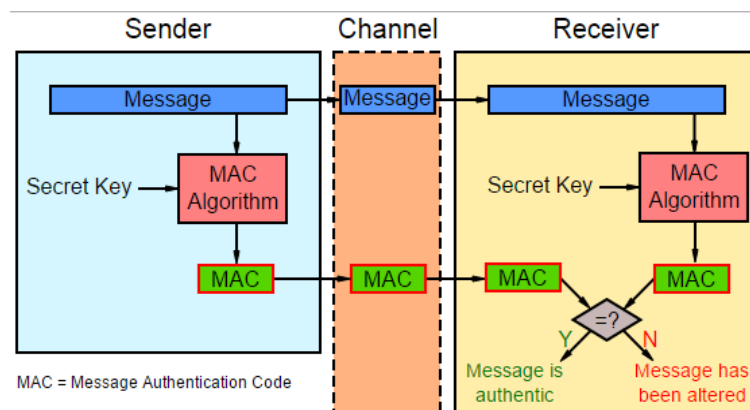 Sender
Channel
Receiver
Message
Message
Message
Secret Key
MAC
Algorithm
Secret Key
MAC
Algorithm
MAC
MAC
MAC
MAC
=?
Y
N
Message is
authentic
Message has
been altered
MAC = Message Authentication Code